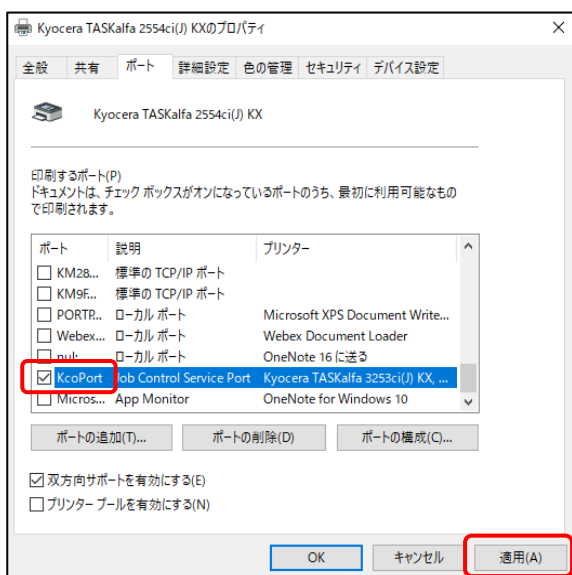 Kyocera TASKalfa 2554ci(J) KXのプロパティ
全般 共有 ポート 詳細設定 色の管理 セキュリティ デバイス設定
Kyocera TASKalfa 2554ci(J) KX
印刷するポート(P)
ドキュメントは、チェック ボックスがオンになっているポートのうち、最初に利用可能なもの
で印刷されます。
ポート 説明 プリンター
KM28... 標準の TCP/IP ポート
KM9F... 標準の TCP/IP ポート
PORTP... ローカル ポート Microsoft XPS Document Write...
Webex... ローカル ポート Webex Document Loader
nul: ローカル ポート OneNote 16 に送る
KcoPort Job Control Service Port Kyocera TASKalfa 3253ci(J) KX, ...
Micros... App Monitor OneNote for Windows 10
ポートの追加(T)... ポートの削除(D) ポートの構成(C)...
双方向サポートを有効にする(E)
プリンター プールを有効にする(N)
OK キャンセル 適用(A)